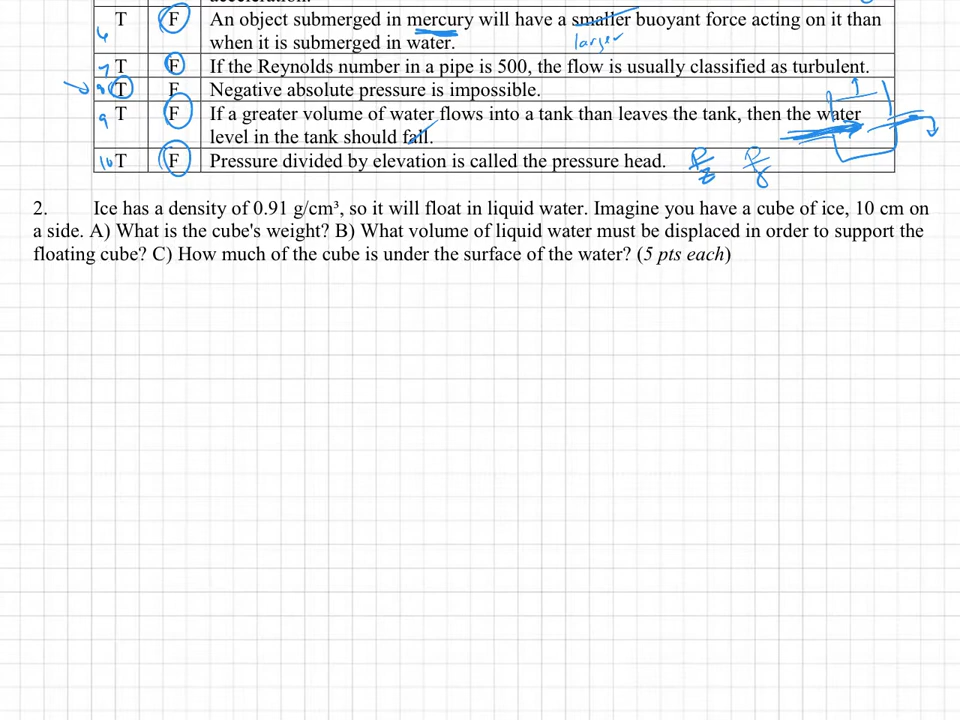 acceleration.
6 T F An object submerged in mercury will have a smaller buoyant force acting on it than
when it is submerged in water. larger
7 T F If the Reynolds number in a pipe is 500, the flow is usually classified as turbulent.
8 T F Negative absolute pressure is impossible.
9 T F If a greater volume of water flows into a tank than leaves the tank, then the water
level in the tank should fall.
10 T F Pressure divided by elevation is called the pressure head.
2. Ice has a density of 0.91 g/cm³, so it will float in liquid water. Imagine you have a cube of ice, 10 cm on
a side. A) What is the cube's weight? B) What volume of liquid water must be displaced in order to support the
floating cube? C) How much of the cube is under the surface of the water? (5 pts each)